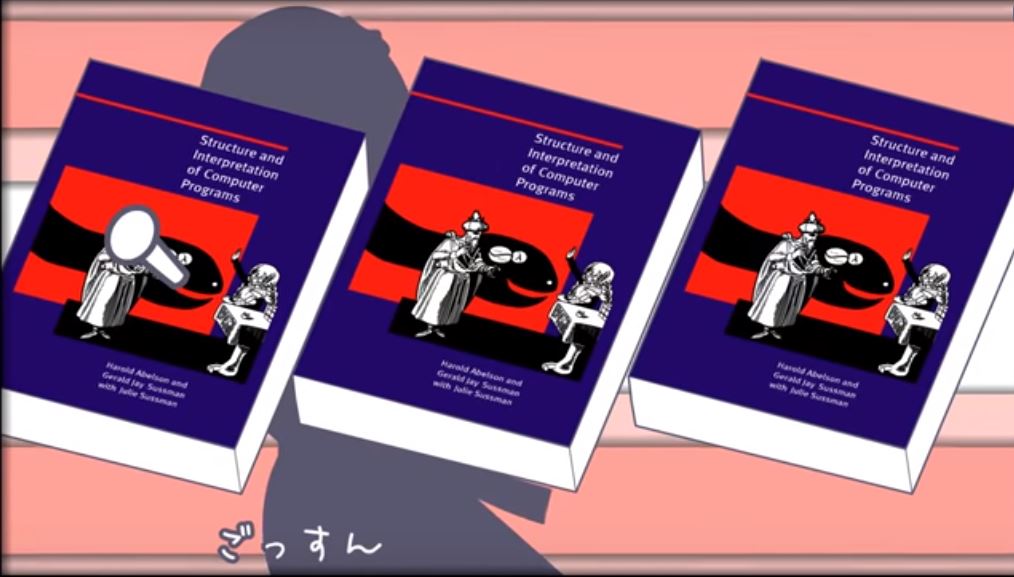 Structure and
Interpretation
of Computer
Programs
Harold Abelson and
Gerald Jay Sussman
with Julie Sussman
Structure and
Interpretation
of Computer
Programs
Harold Abelson and
Gerald Jay Sussman
with Julie Sussman
Structure and
Interpretation
of Computer
Programs
Harold Abelson and
Gerald Jay Sussman
with Julie Sussman
ごっすん